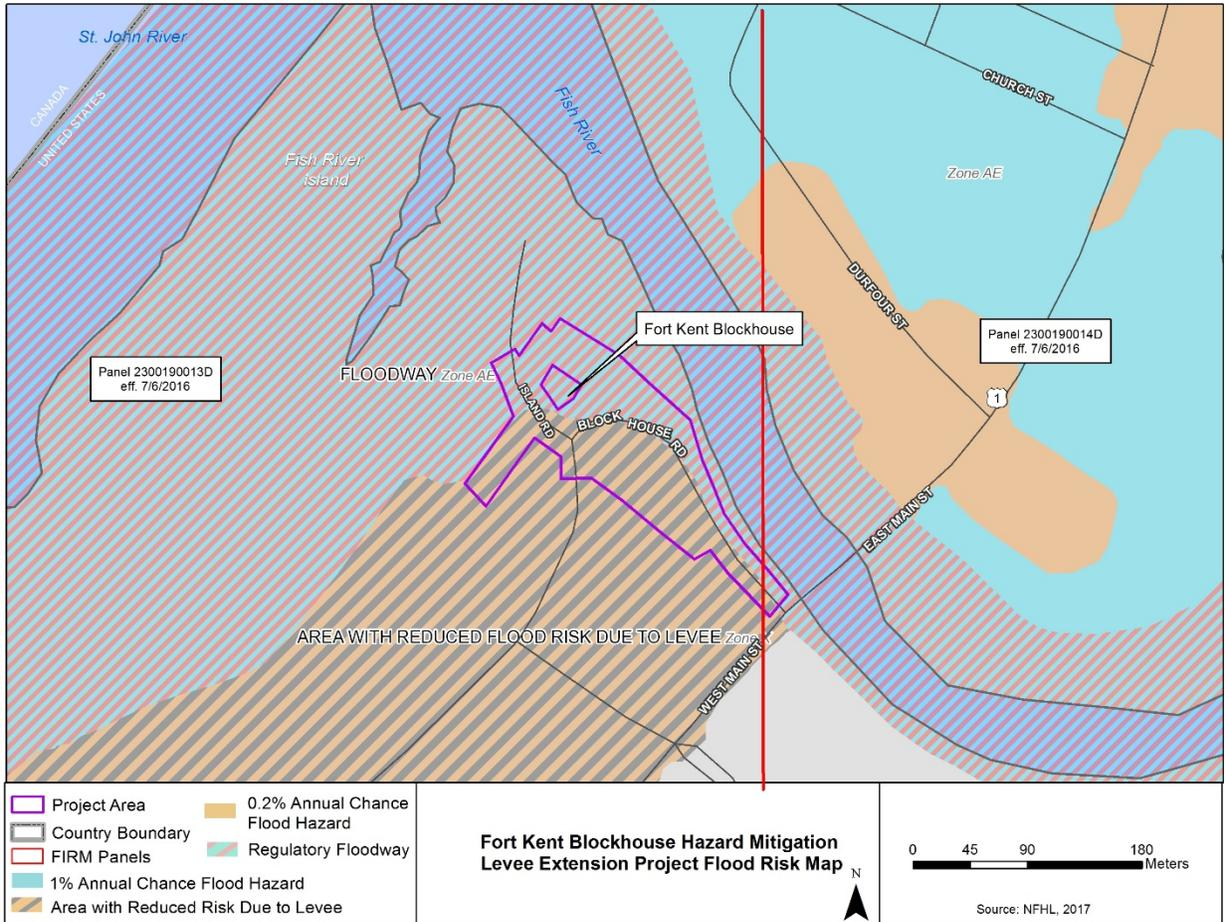 St. John River
CANADA
UNITED STATES
Fish River
Island
Fish River
CHURCH ST
Zone AE
DURFOUR ST
Fort Kent Blockhouse
Panel 2300190014D
eff. 7/6/2016
Panel 2300190013D
eff. 7/6/2016
FLOODWAY Zone AE
1
ISLAND RD
BLOCK HOUSE RD
EAST MAIN ST
AREA WITH REDUCED FLOOD RISK DUE TO LEVEE Zone
WEST MAIN ST
Project Area
Country Boundary
FIRM Panels
1% Annual Chance Flood Hazard
Area with Reduced Risk Due to Levee
0.2% Annual Chance
Flood Hazard
Regulatory Floodway
Fort Kent Blockhouse Hazard Mitigation
Levee Extension Project Flood Risk Map
N
0 45 90 180
Meters
Source: NFHL, 2017